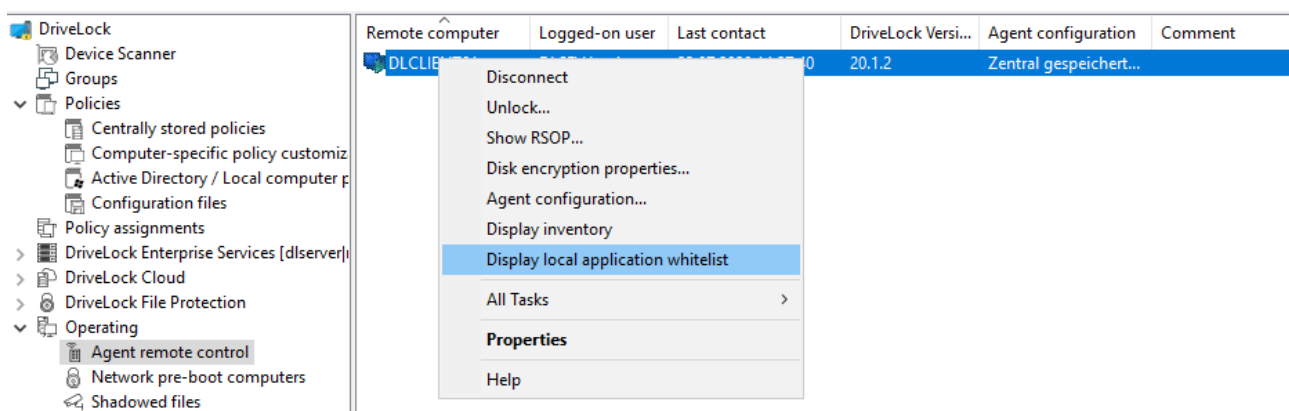 DriveLock
Device Scanner
Groups
Policies
Centrally stored policies
Computer-specific policy customiz
Active Directory / Local computer p
Configuration files
Policy assignments
DriveLock Enterprise Services [dlserver|
DriveLock Cloud
DriveLock File Protection
Operating
Agent remote control
Network pre-boot computers
Shadowed files
Remote computer Logged-on user Last contact DriveLock Versi... Agent configuration Comment
20.1.2 Zentral gespeichert...
Disconnect
Unlock...
Show RSOP...
Disk encryption properties...
Agent configuration...
Display inventory
Display local application whitelist
All Tasks
Properties
Help